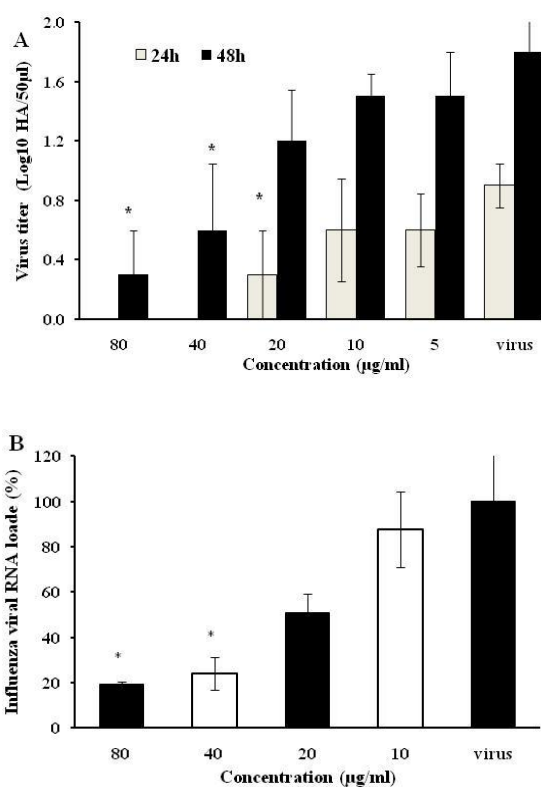 A
24h 48h
Virus titer (Log10 HA/50µl)
2.0
1.6
1.2
0.8
0.4
0.0
* * *
80 40 20 10 5 virus
Concentration (µg/ml)
B
Influenza viral RNA loade (%)
120
100
80
60
40
20
0
* *
80 40 20 10 virus
Concentration (µg/ml)